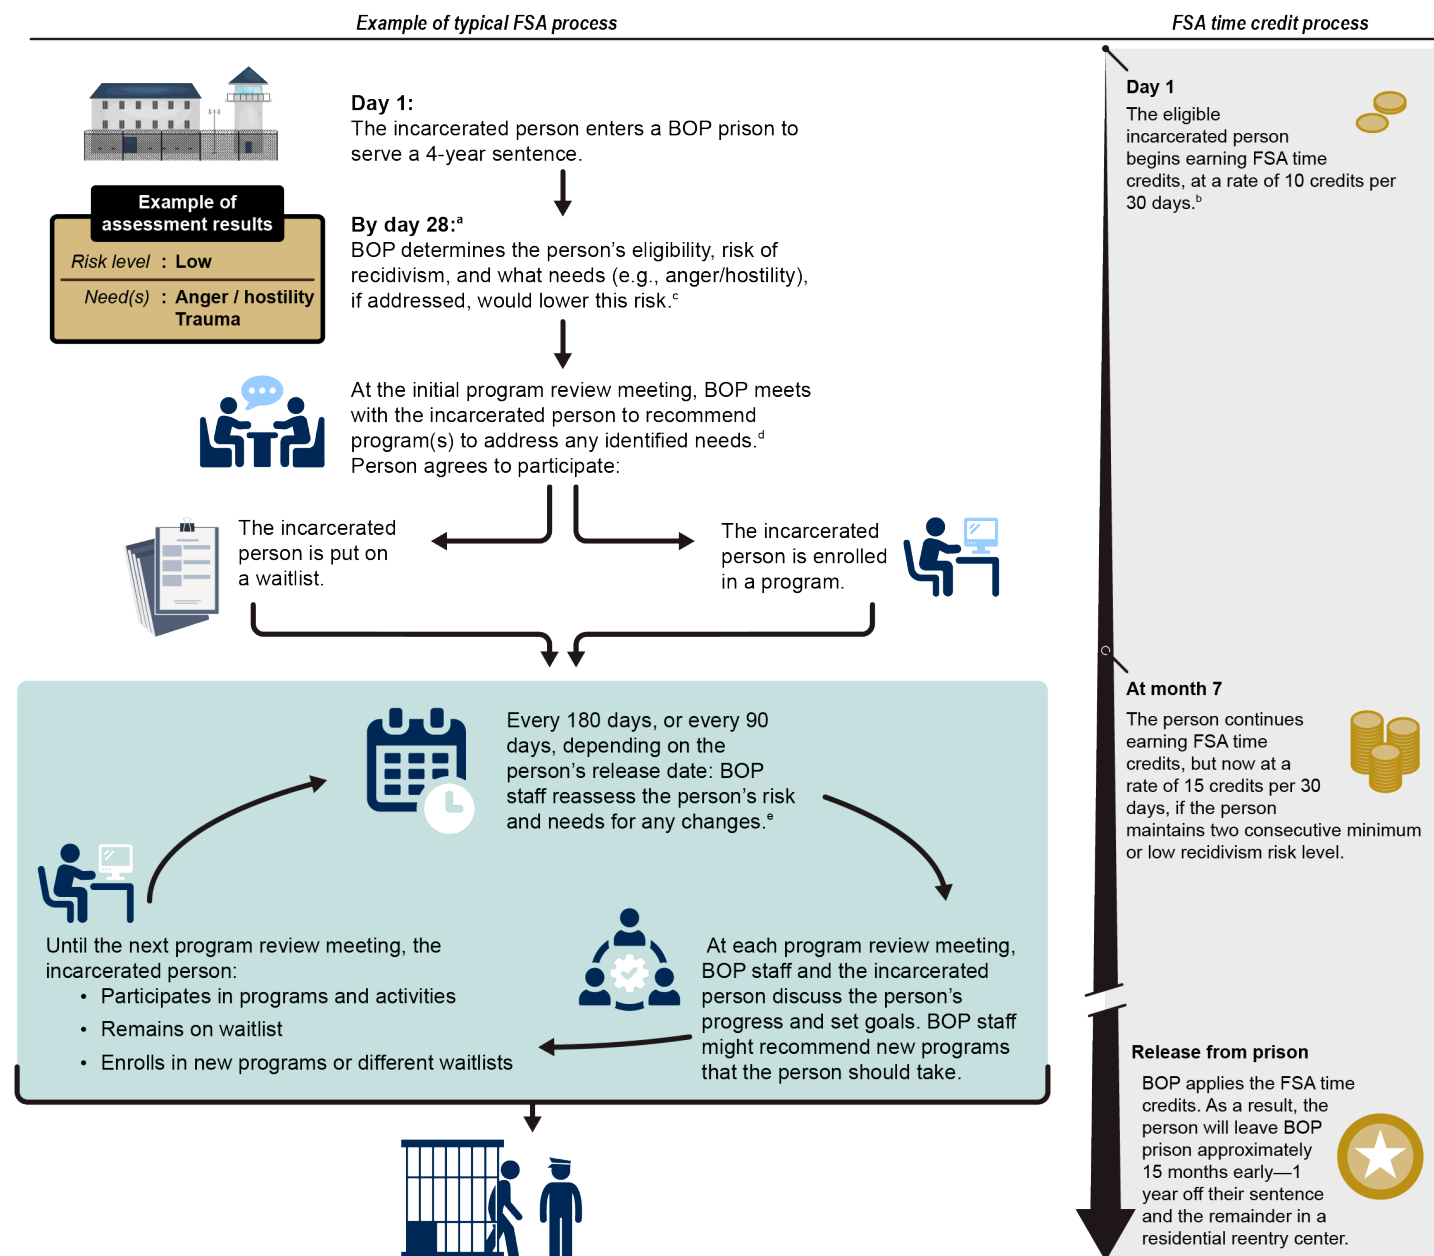 Example of typical FSA process
FSA time credit process
Day 1:
The incarcerated person enters a BOP prison to
serve a 4-year sentence.
Example of
assessment results
Risk level : Low
Need(s) : Anger / hostility
Trauma
By day 28:ᵃ
BOP determines the person’s eligibility, risk of
recidivism, and what needs (e.g., anger/hostility),
if addressed, would lower this risk.ᶜ
At the initial program review meeting, BOP meets
with the incarcerated person to recommend
program(s) to address any identified needs.ᵈ
Person agrees to participate:
The incarcerated
person is put on
a waitlist.
The incarcerated
person is enrolled
in a program.
Every 180 days, or every 90
days, depending on the
person’s release date: BOP
staff reassess the person’s risk
and needs for any changes.ᵉ
At each program review meeting,
BOP staff and the incarcerated
person discuss the person’s
progress and set goals. BOP staff
might recommend new programs
that the person should take.
Until the next program review meeting, the
incarcerated person:
• Participates in programs and activities
• Remains on waitlist
• Enrolls in new programs or different waitlists
Day 1
The eligible
incarcerated person
begins earning FSA time
credits, at a rate of 10 credits per
30 days.ᵇ
At month 7
The person continues
earning FSA time
credits, but now at a
rate of 15 credits per 30
days, if the person
maintains two consecutive minimum
or low recidivism risk level.
Release from prison
BOP applies the FSA time
credits. As a result, the
person will leave BOP
prison approximately
15 months early—1
year off their sentence
and the remainder in a
residential reentry center.